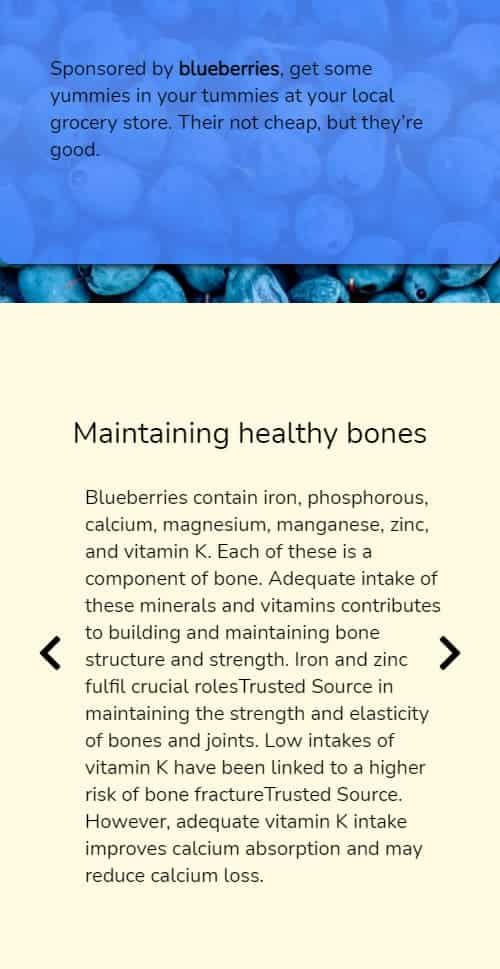 Sponsored by blueberries, get some
yummies in your tummies at your local
grocery store. Their not cheap, but they're
good.
Maintaining healthy bones
Blueberries contain iron, phosphorous,
calcium, magnesium, manganese, zinc,
and vitamin K. Each of these is a
component of bone. Adequate intake of
these minerals and vitamins contributes
to building and maintaining bone
structure and strength. Iron and zinc
fulfil crucial rolesTrusted Source in
maintaining the strength and elasticity
of bones and joints. Low intakes of
vitamin K have been linked to a higher
risk of bone fractureTrusted Source.
However, adequate vitamin K intake
improves calcium absorption and may
reduce calcium loss.